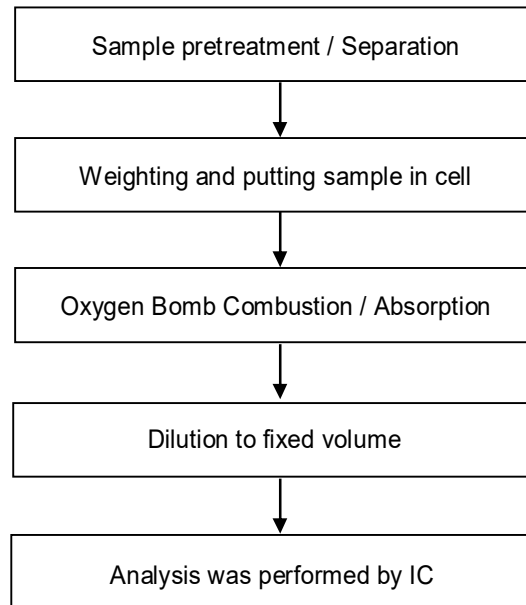 Sample pretreatment / Separation
Weighting and putting sample in cell
Oxygen Bomb Combustion / Absorption
Dilution to fixed volume
Analysis was performed by IC